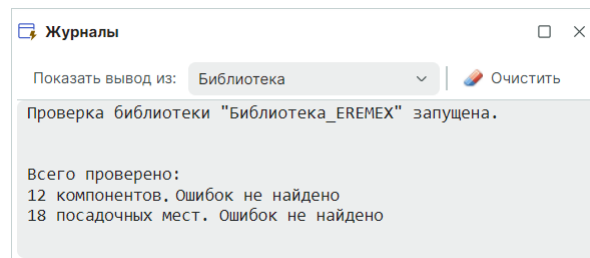 Журналы
Показать вывод из: Библиотека Очистить
Проверка библиотеки "Библиотека_EREMEX" запущена.
Всего проверено:
12 компонентов. Ошибок не найдено
18 посадочных мест. Ошибок не найдено